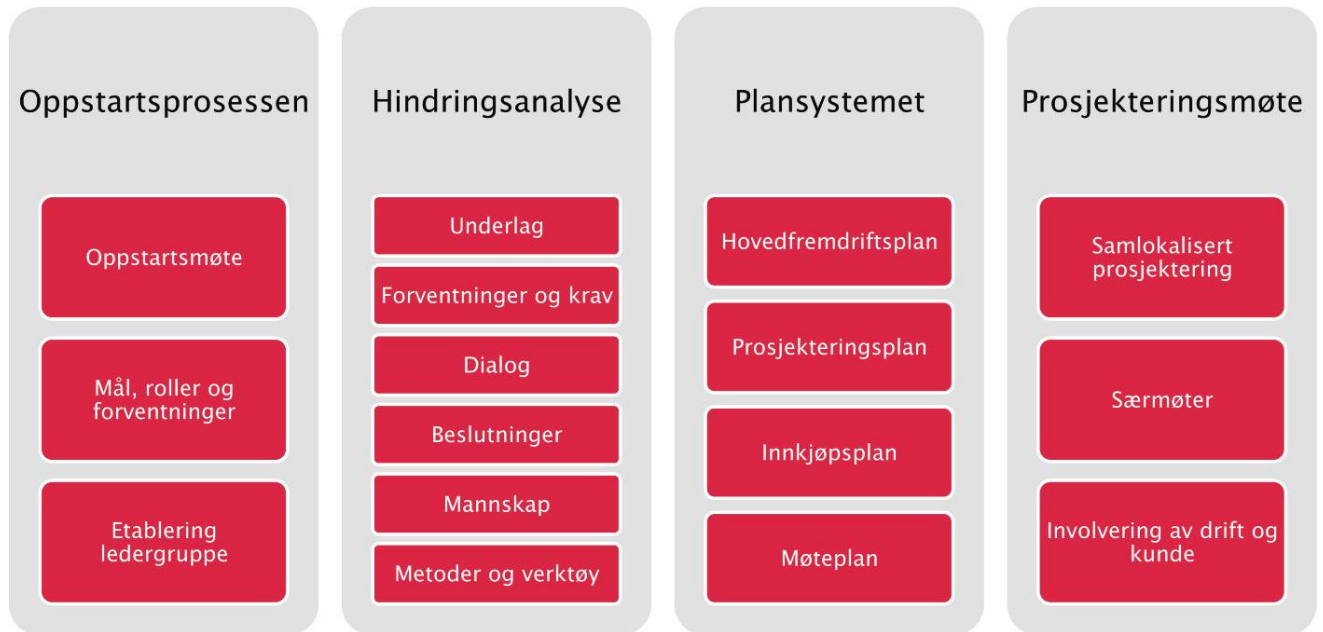 Oppstartsprosessen
Oppstartsmøte
Mål, roller og
forventninger
Etablering
ledergruppe
Hindringsanalyse
Underlag
Forventninger og krav
Dialog
Beslutninger
Mannskap
Metoder og verktøy
Plansystemet
Hovedfremdriftsplan
Prosjekteringsplan
Innkjøpsplan
Møteplan
Prosjekteringsmøte
Samlokalisert
prosjektering
Særmøter
Involvering av drift og
kunde